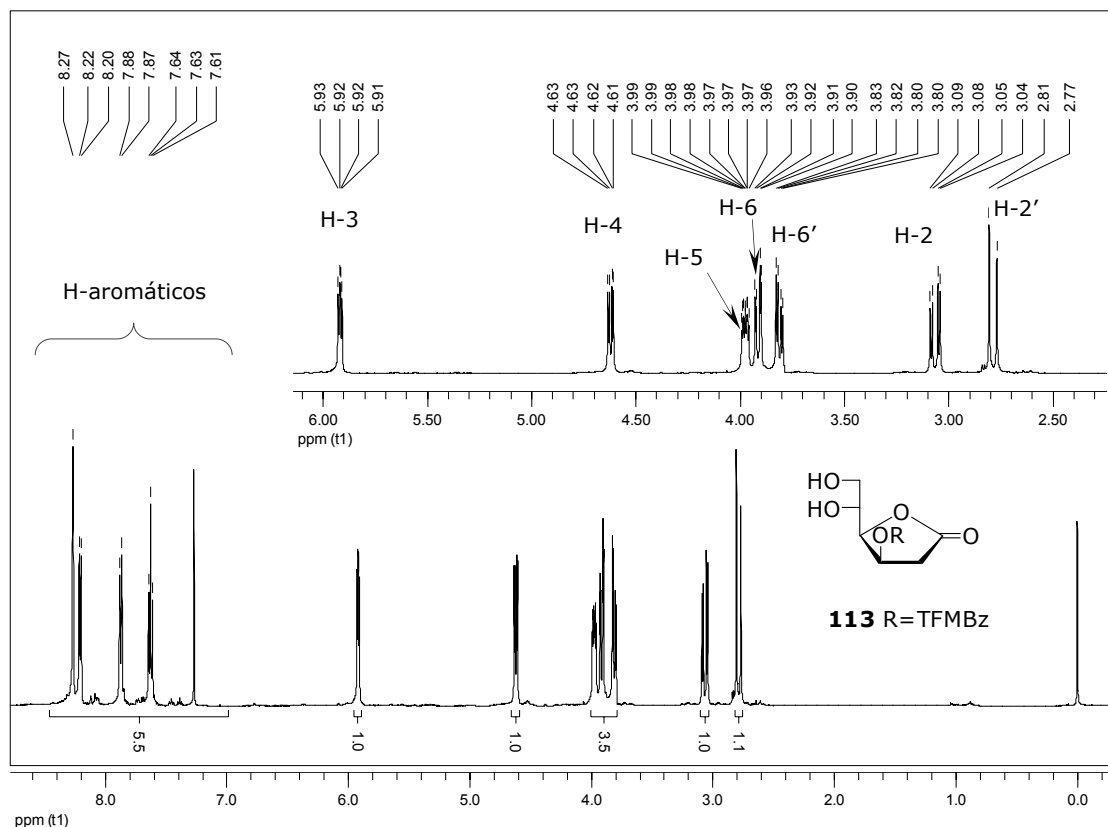 8.27 8.22 8.20 7.88 7.87 7.64 7.63 7.61
5.93 5.92 5.92 5.91
4.63 4.63 4.62 4.61 3.99 3.99 3.98 3.98 3.97 3.97 3.97 3.96 3.93 3.92 3.91 3.90 3.83 3.82 3.80 3.80 3.09 3.08 3.05 3.04 2.81 2.77
H-3
H-4
H-5
H-6
H-6’
H-2
H-2’
H-aromáticos
6.00 5.50 5.00 4.50 4.00 3.50 3.00 2.50
ppm (t1)
HO
HO
O
OR
O
113 R=TFMBz
5.5 1.0 1.0 3.5 1.0 1.1
8.0 7.0 6.0 5.0 4.0 3.0 2.0 1.0 0.0
ppm (t1)